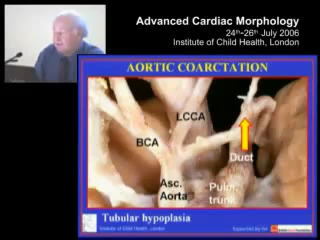 Advanced Cardiac Morphology
24th-26th July 2006
Institute of Child Health, London
AORTIC COARCTATION
LCCA
BCA
Duct
Asc.
Aorta
Pulm.
trunk
Tubular hypoplasia
Institute of Child Health, London